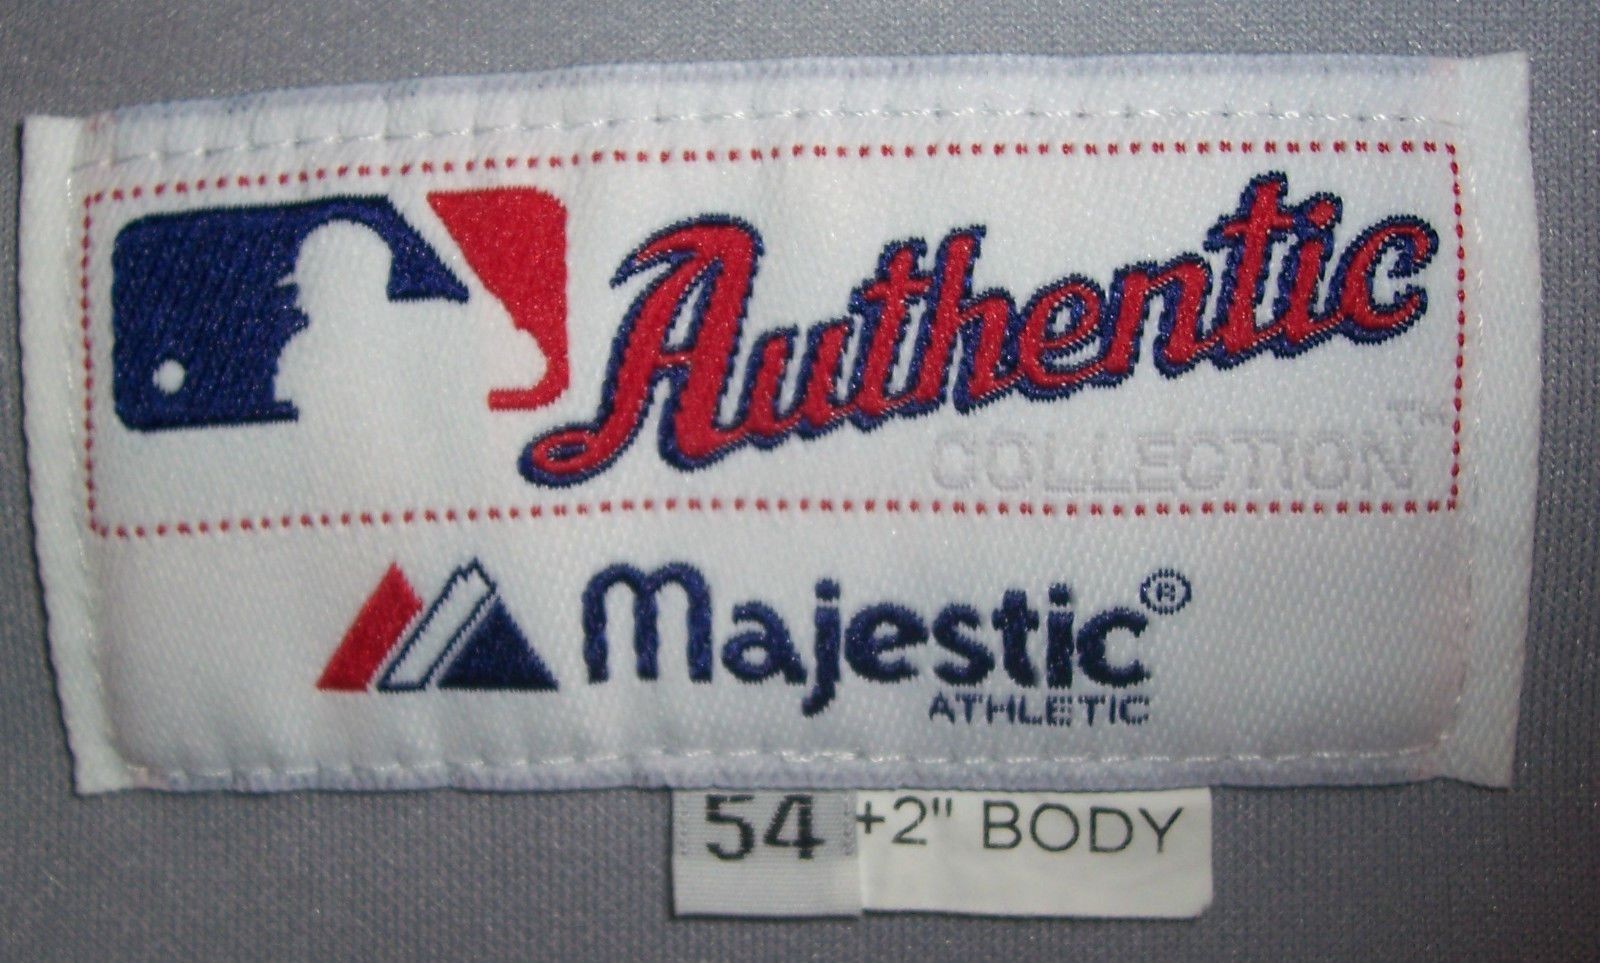 Authentic
COLLECTION™
Majestic®
ATHLETIC
54 +2" BODY